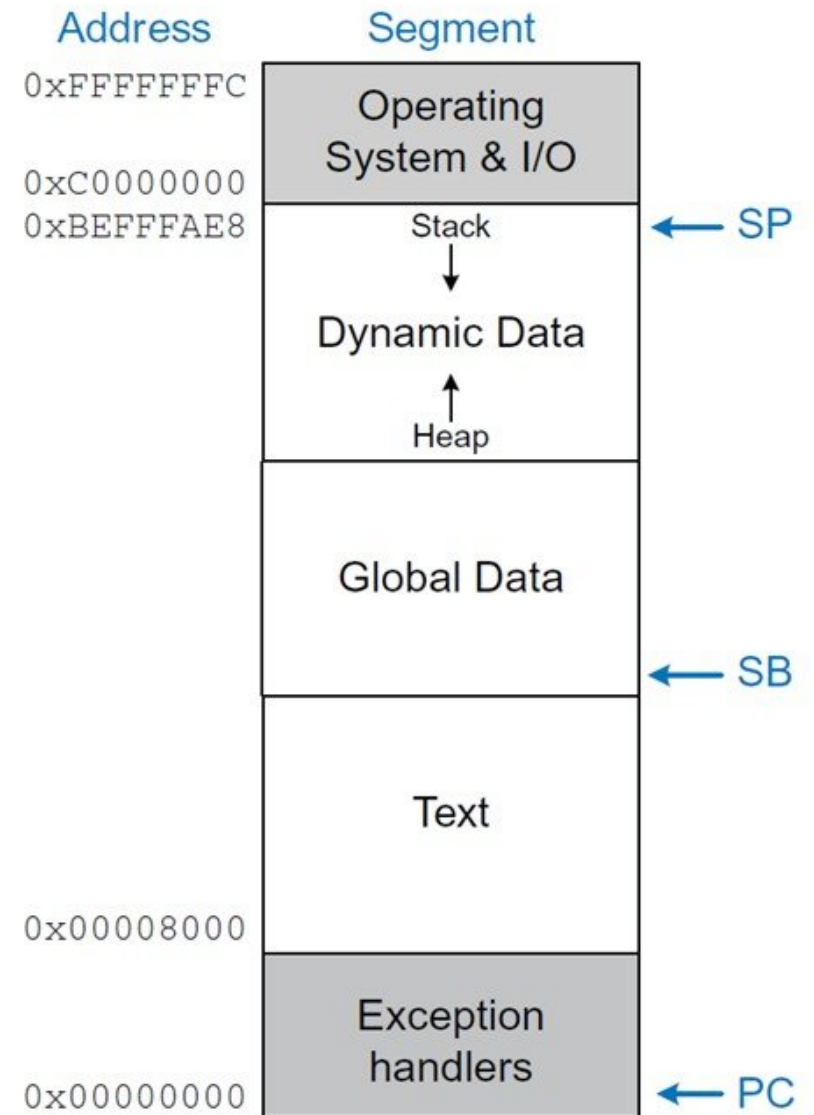 Address Segment
0xFFFFFFFC
Operating
System & I/O
0xC0000000
0xBEFFFAE8 Stack SP
Dynamic Data
Heap
Global Data
SB
Text
0x00008000
Exception
handlers
0x00000000 PC